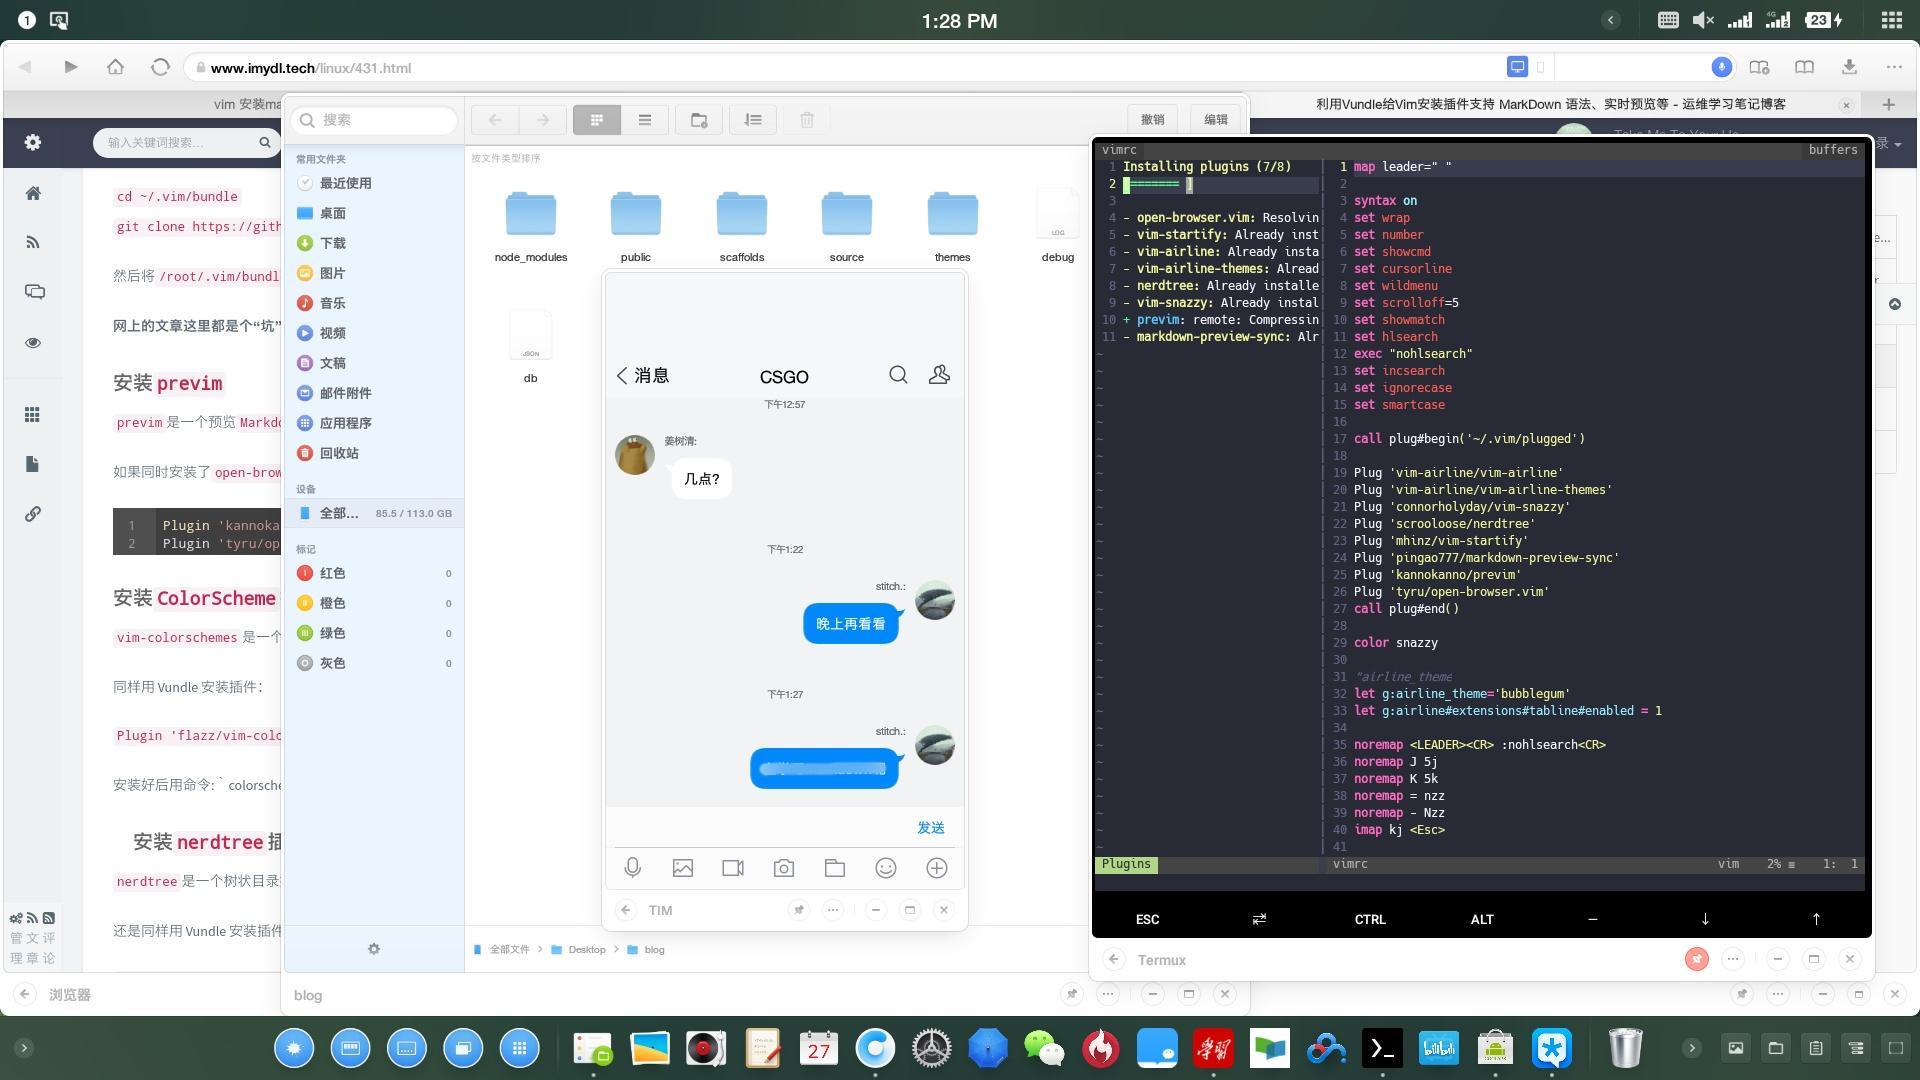 1
1:28 PM
4G
23
www.imydl.tech/linux/431.html
vim 安装ma
利用Vundle给Vim安装插件支持 MarkDown 语法、实时预览等 - 运维学习笔记博客
输入关键词搜索...
录
cd ~/.vim/bundle
git clone https://gith
然后将 /root/.vim/bundl
网上的文章这里都是个“坑”
安装 previm
previm 是一个预览 Markdo
如果同时安装了 open-brow
1 Plugin 'kannoka
2 Plugin 'tyru/op
安装 ColorScheme
vim-colorschemes 是一个
同样用 Vundle 安装插件：
Plugin 'flazz/vim-colo
安装好后用命令:` colorsche
安装 nerdtree 插
nerdtree 是一个树状目录
还是同样用 Vundle 安装插件
管 文 评
理 章 论
浏览器
搜索
撤销
编辑
常用文件夹
最近使用
桌面
下载
图片
音乐
视频
文稿
邮件附件
应用程序
回收站
设备
全部... 85.5 / 113.0 GB
标记
红色 0
橙色 0
绿色 0
灰色 0
按文件类型排序
node_modules
public
scaffolds
source
themes
LOG
debug
JSON
db
全部文件 > Desktop > blog
blog
消息
CSGO
下午12:57
姜树清:
几点?
下午1:22
stitch.:
晚上再看看
下午1:27
stitch.:
发送
TIM
vimrc
buffers
1 Installing plugins (7/8)
2 [======= ]
3
4 - open-browser.vim: Resolvin
5 - vim-startify: Already inst
6 - vim-airline: Already insta
7 - vim-airline-themes: Alread
8 - nerdtree: Already installe
9 - vim-snazzy: Already instal
10 + previm: remote: Compressin
11 - markdown-preview-sync: Alr
1 map leader=" "
2
3 syntax on
4 set wrap
5 set number
6 set showcmd
7 set cursorline
8 set wildmenu
9 set scrolloff=5
10 set showmatch
11 set hlsearch
12 exec "nohlsearch"
13 set incsearch
14 set ignorecase
15 set smartcase
16
17 call plug#begin('~/.vim/plugged')
18
19 Plug 'vim-airline/vim-airline'
20 Plug 'vim-airline/vim-airline-themes'
21 Plug 'connorholyday/vim-snazzy'
22 Plug 'scrooloose/nerdtree'
23 Plug 'mhinz/vim-startify'
24 Plug 'pingao777/markdown-preview-sync'
25 Plug 'kannokanno/previm'
26 Plug 'tyru/open-browser.vim'
27 call plug#end()
28
29 color snazzy
30
31 "airline_theme
32 let g:airline_theme='bubblegum'
33 let g:airline#extensions#tabline#enabled = 1
34
35 noremap <LEADER><CR> :nohlsearch<CR>
36 noremap J 5j
37 noremap K 5k
38 noremap = nzz
39 noremap - Nzz
40 imap kj <Esc>
41
Plugins
vimrc
vim 2% ≡ 1: 1
ESC ⇄ CTRL ALT – ↓ ↑
Termux
27
学習
bilibili